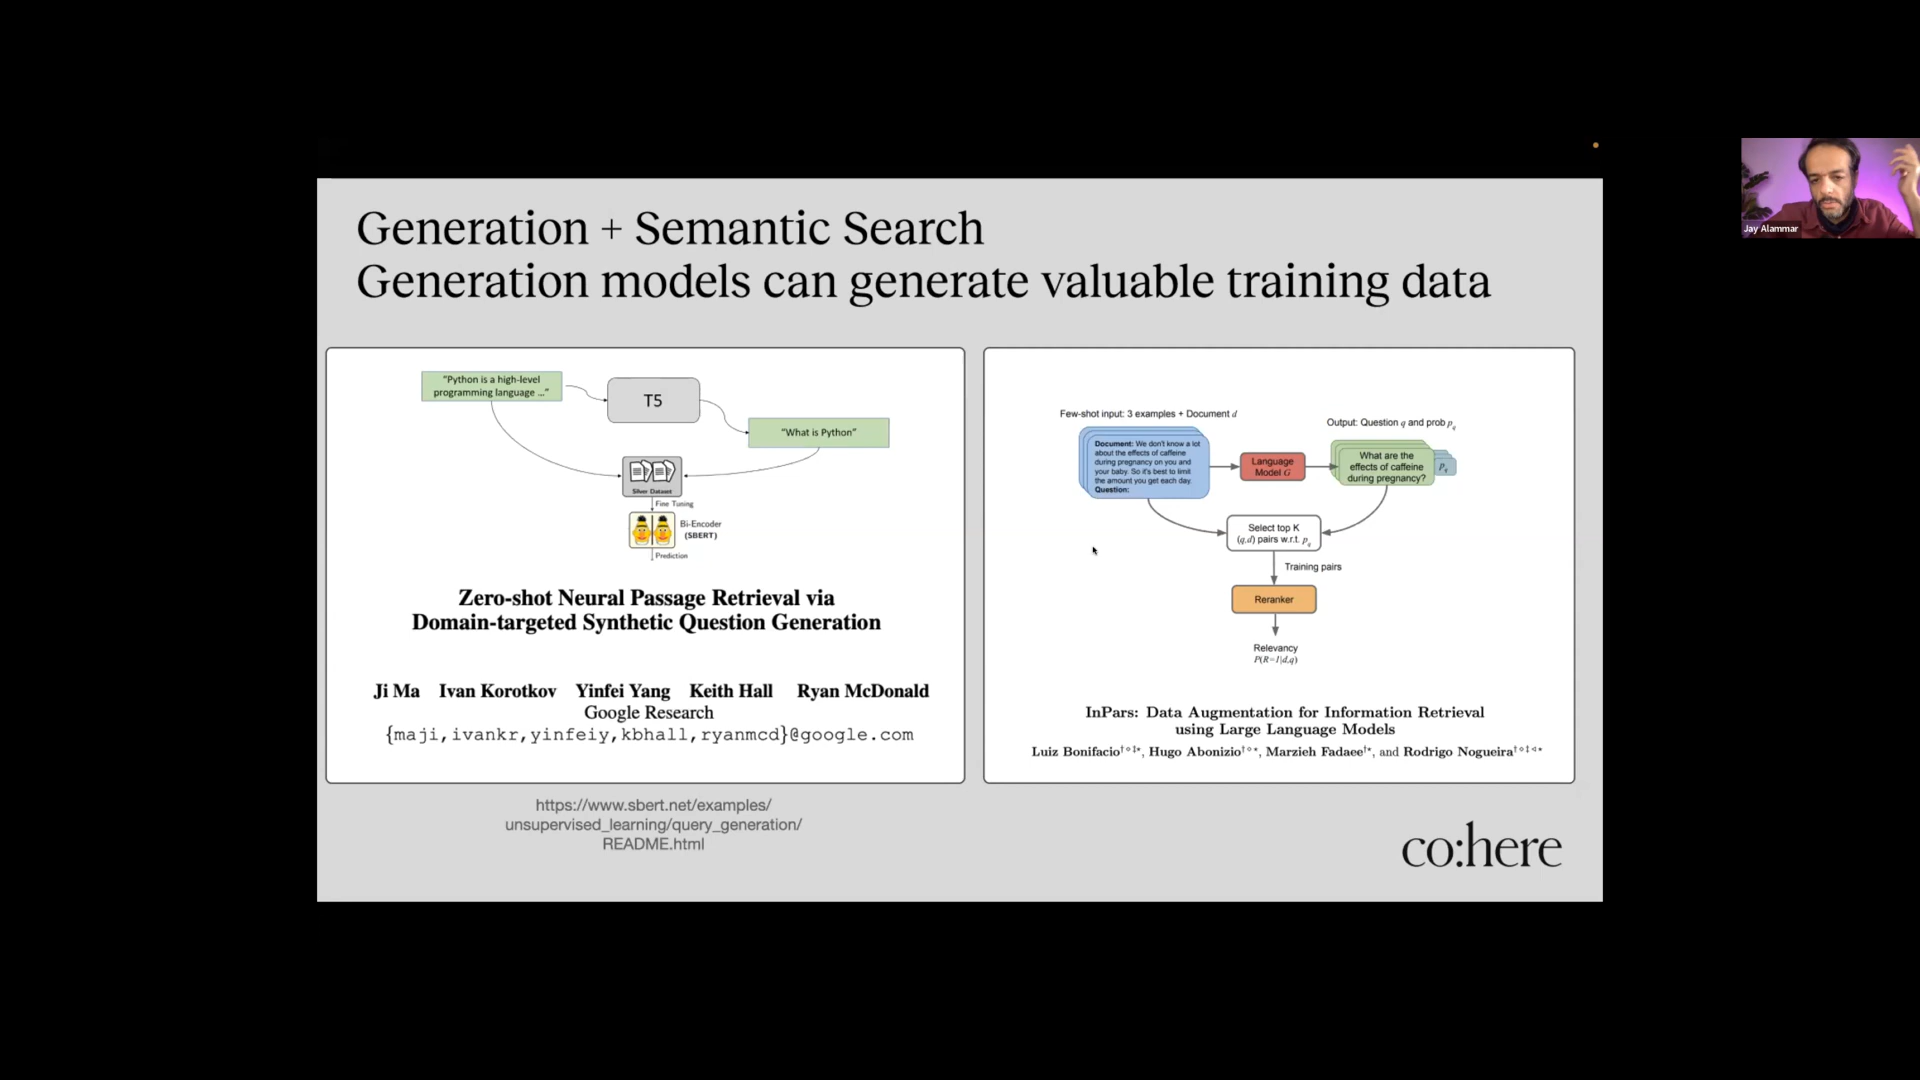 Generation + Semantic Search
Generation models can generate valuable training data
"Python is a high-level
programming language ..."
T5
"What is Python"
Silver Dataset
Fine Tuning
Bi-Encoder
(SBERT)
Prediction
Zero-shot Neural Passage Retrieval via
Domain-targeted Synthetic Question Generation
Ji Ma Ivan Korotkov Yinfei Yang Keith Hall Ryan McDonald
Google Research
{maji,ivankr,yinfeiy,kbhall,ryanmcd}@google.com
https://www.sbert.net/examples/
unsupervised_learning/query_generation/
README.html
Few-shot input: 3 examples + Document d
Document: We don't know a lot
about the effects of caffeine
during pregnancy on you and
your baby. So it's best to limit
the amount you get each day.
Question:
Language
Model G
Output: Question q and prob pq
What are the
effects of caffeine
during pregnancy?
pq
Select top K
(q,d) pairs w.r.t. pq
Training pairs
Reranker
Relevancy
P(R=1|d,q)
InPars: Data Augmentation for Information Retrieval
using Large Language Models
Luiz Bonifacio†⋄‡⋆, Hugo Abonizio†⋄⋆, Marzieh Fadaee†⋆, and Rodrigo Nogueira†⋄‡◁⋆
co:here
Jay Alammar